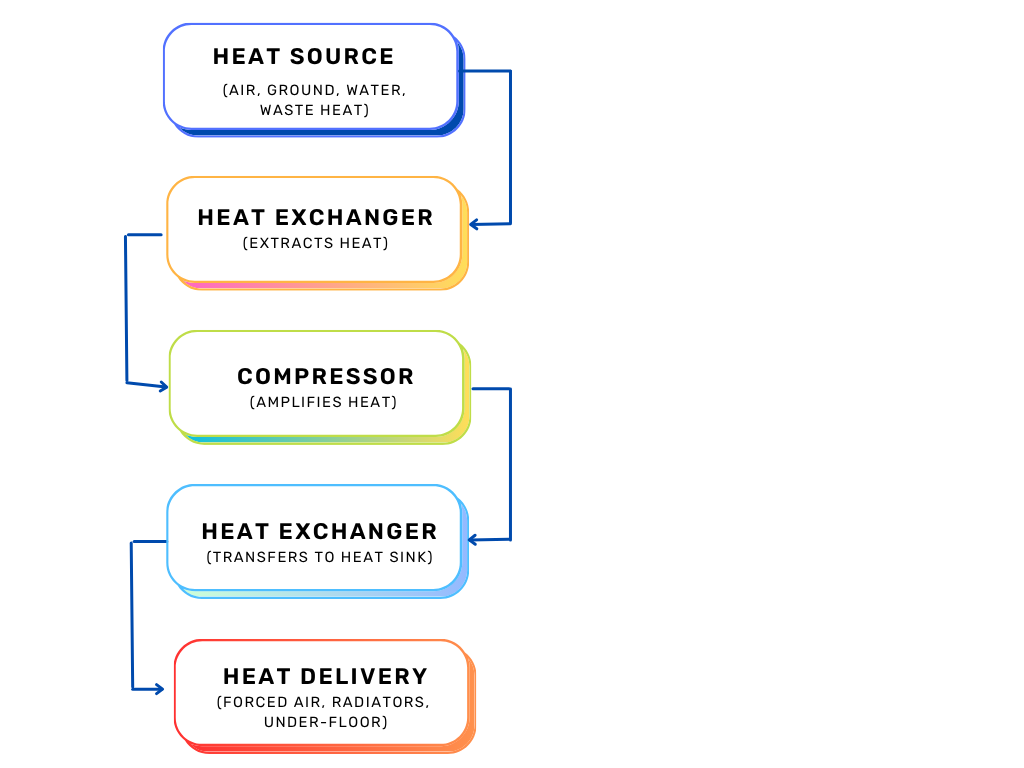 HEAT SOURCE
(AIR, GROUND, WATER,
WASTE HEAT)
HEAT EXCHANGER
(EXTRACTS HEAT)
COMPRESSOR
(AMPLIFIES HEAT)
HEAT EXCHANGER
(TRANSFERS TO HEAT SINK)
HEAT DELIVERY
(FORCED AIR, RADIATORS,
UNDER-FLOOR)